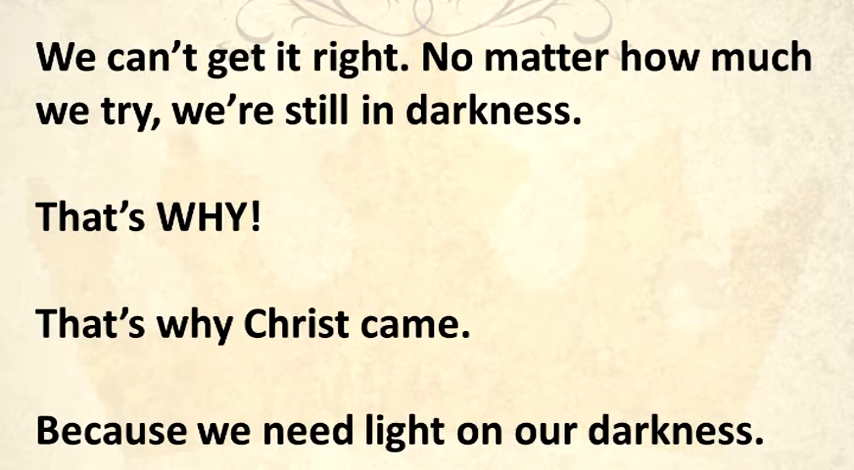 We can’t get it right. No matter how much
we try, we’re still in darkness.
That’s WHY!
That’s why Christ came.
Because we need light on our darkness.